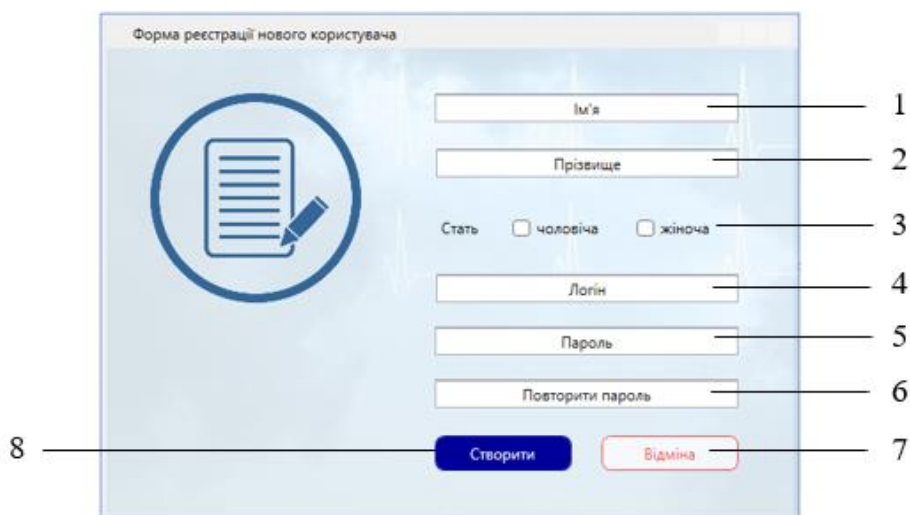 Форма реєстрації нового користувача
Ім'я 1
Прізвище 2
Стать чоловіча жіноча 3
Логін 4
Пароль 5
Повторити пароль 6
8 Створити Відміна 7